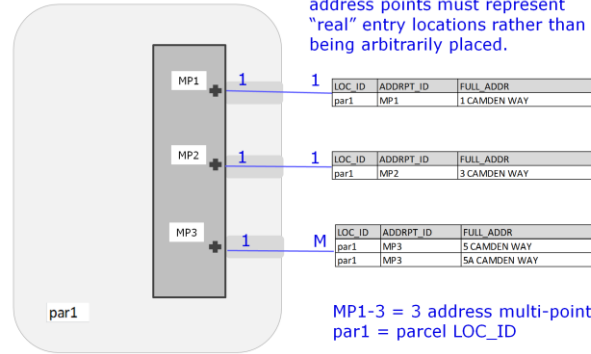 address points must represent
“real” entry locations rather than
being arbitrarily placed.
MP1 1 1
LOC_ID ADDRPT_ID FULL_ADDR
par1 MP1 1 CAMDEN WAY
MP2 1 1
LOC_ID ADDRPT_ID FULL_ADDR
par1 MP2 3 CAMDEN WAY
MP3 1 M
LOC_ID ADDRPT_ID FULL_ADDR
par1 MP3 5 CAMDEN WAY
par1 MP3 5A CAMDEN WAY
MP1-3 = 3 address multi-point
par1 = parcel LOC_ID
par1